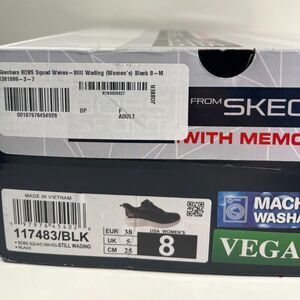 Skechers BOBS Squad Waves-Still Wading (Women's) Black 8-M
JOBBER
00197976454026
DF
F
ADULT
FROM SKEC
WITH MEMO
MADE IN VIETNAM
117483/BLK
BOBS SQUAD WAVES-STILL WADING
BLACK
EUR 38
UK 5
CM 25
USA WOMEN'S
8
MACH
WASHA
VEGA